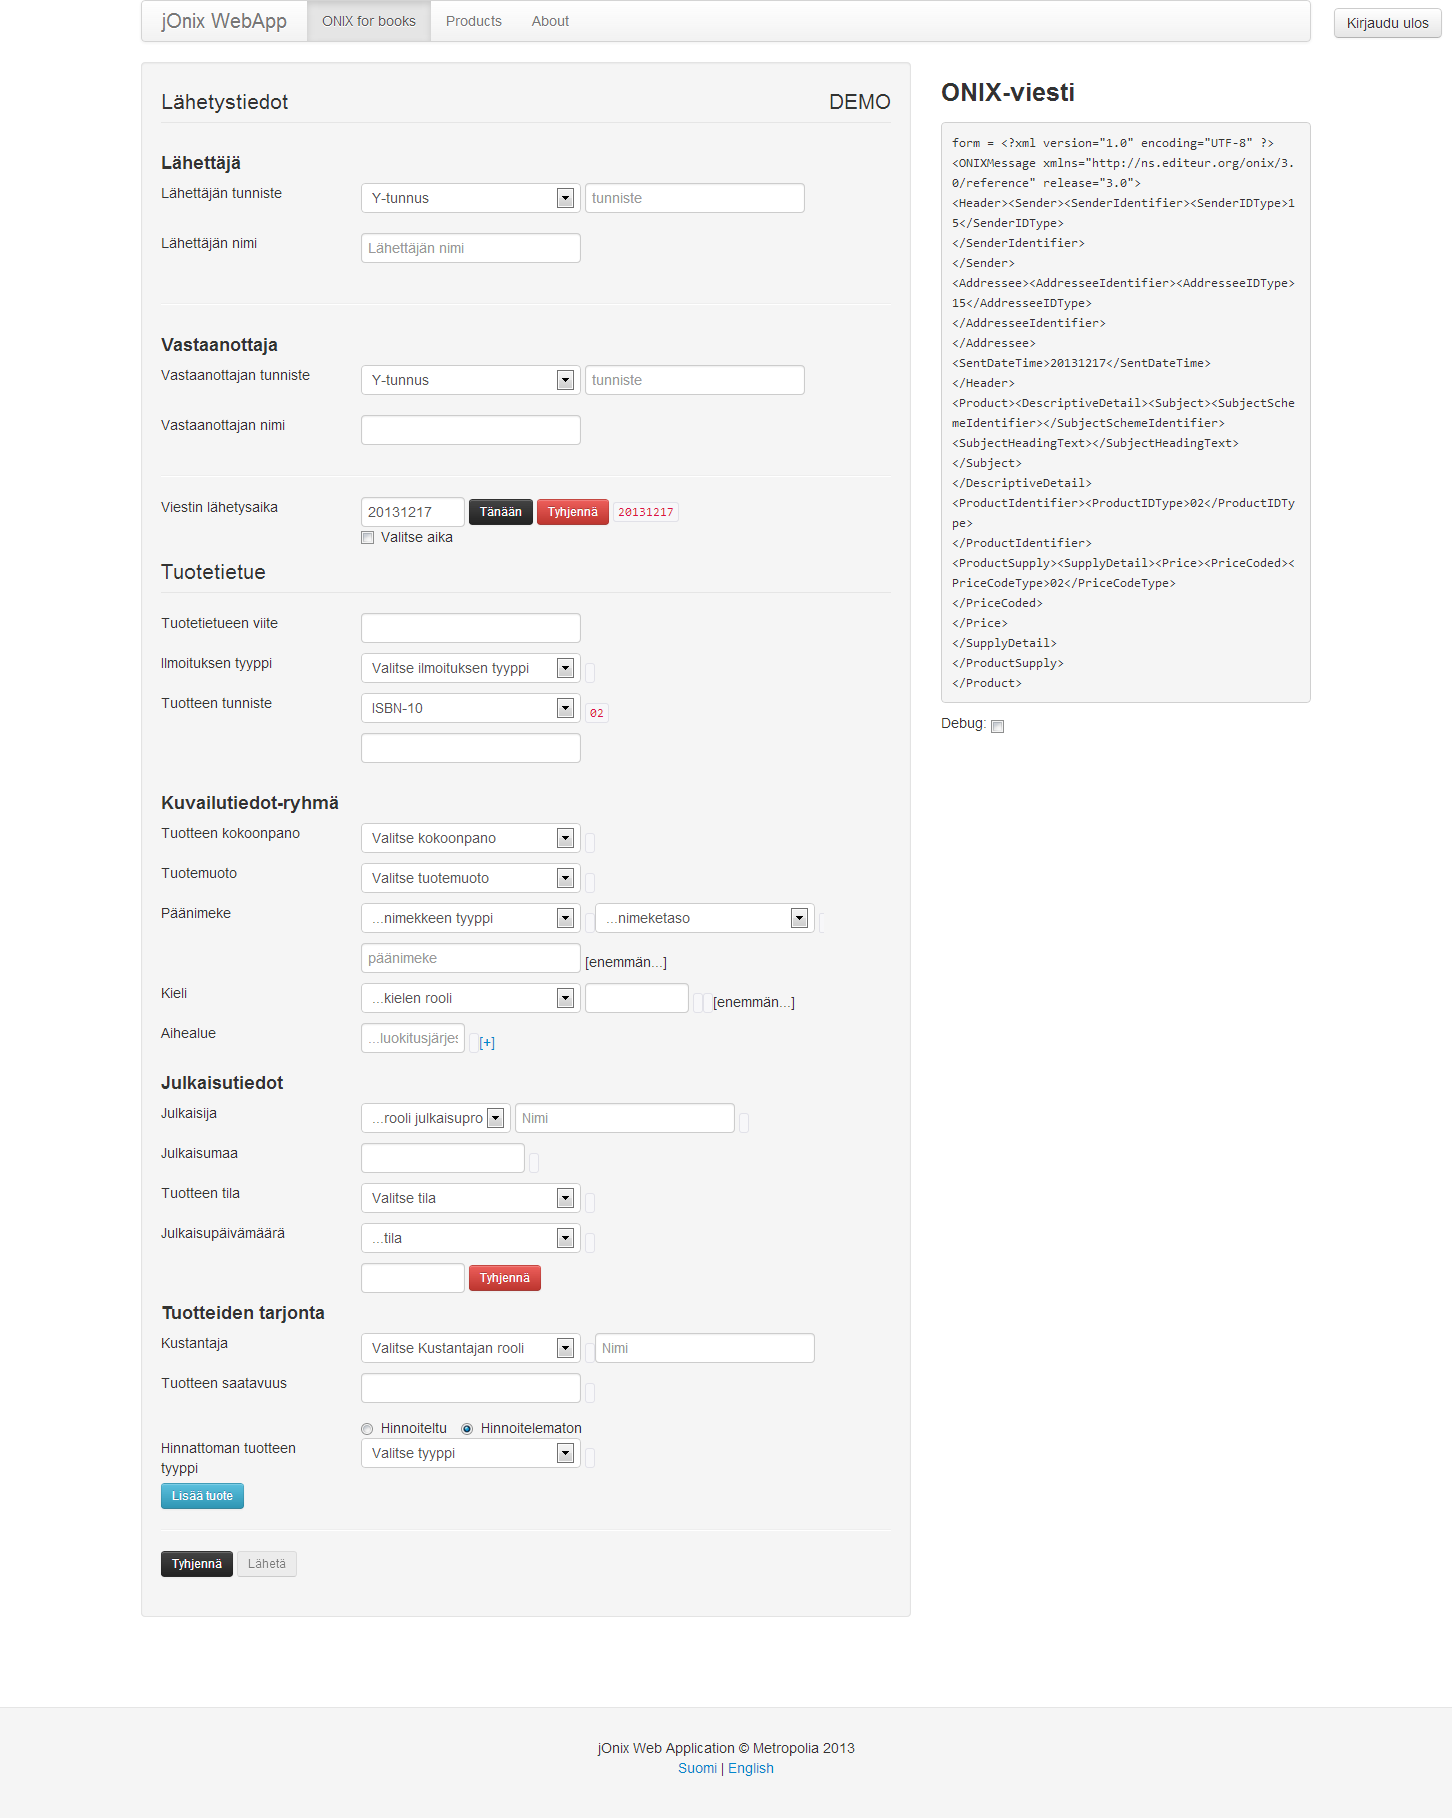 jOnix WebApp ONIX for books Products About Kirjaudu ulos
Lähetystiedot DEMO
Lähettäjä
Lähettäjän tunniste Y-tunnus tunniste
Lähettäjän nimi Lähettäjän nimi
Vastaanottaja
Vastaanottajan tunniste Y-tunnus tunniste
Vastaanottajan nimi
Viestin lähetysaika 20131217 Tänään Tyhjennä 20131217
Valitse aika
Tuotetietue
Tuotetietueen viite
Ilmoituksen tyyppi Valitse ilmoituksen tyyppi
Tuotteen tunniste ISBN-10 02
Kuvailutiedot-ryhmä
Tuotteen kokoonpano Valitse kokoonpano
Tuotemuoto Valitse tuotemuoto
Päänimeke ...nimekkeen tyyppi ...nimeketaso
päänimeke [enemmän...]
Kieli ...kielen rooli [enemmän...]
Aihealue ...luokitusjärjes [+]
Julkaisutiedot
Julkaisija ...rooli julkaisupro Nimi
Julkaisumaa
Tuotteen tila Valitse tila
Julkaisupäivämäärä ...tila
Tyhjennä
Tuotteiden tarjonta
Kustantaja Valitse Kustantajan rooli Nimi
Tuotteen saatavuus
Hinnoiteltu Hinnoitelematon
Hinnattoman tuotteen
tyyppi Valitse tyyppi
Lisää tuote
Tyhjennä Lähetä
ONIX-viesti
form = <?xml version="1.0" encoding="UTF-8" ?>
<ONIXMessage xmlns="http://ns.editeur.org/onix/3.
0/reference" release="3.0">
<Header><Sender><SenderIdentifier><SenderIDType>1
5</SenderIDType>
</SenderIdentifier>
</Sender>
<Addressee><AddresseeIdentifier><AddresseeIDType>
15</AddresseeIDType>
</AddresseeIdentifier>
</Addressee>
<SentDateTime>20131217</SentDateTime>
</Header>
<Product><DescriptiveDetail><Subject><SubjectSche
meIdentifier></SubjectSchemeIdentifier>
<SubjectHeadingText></SubjectHeadingText>
</Subject>
</DescriptiveDetail>
<ProductIdentifier><ProductIDType>02</ProductIDTy
pe>
</ProductIdentifier>
<ProductSupply><SupplyDetail><Price><PriceCoded><
PriceCodeType>02</PriceCodeType>
</PriceCoded>
</Price>
</SupplyDetail>
</ProductSupply>
</Product>
Debug:
jOnix Web Application © Metropolia 2013
Suomi | English